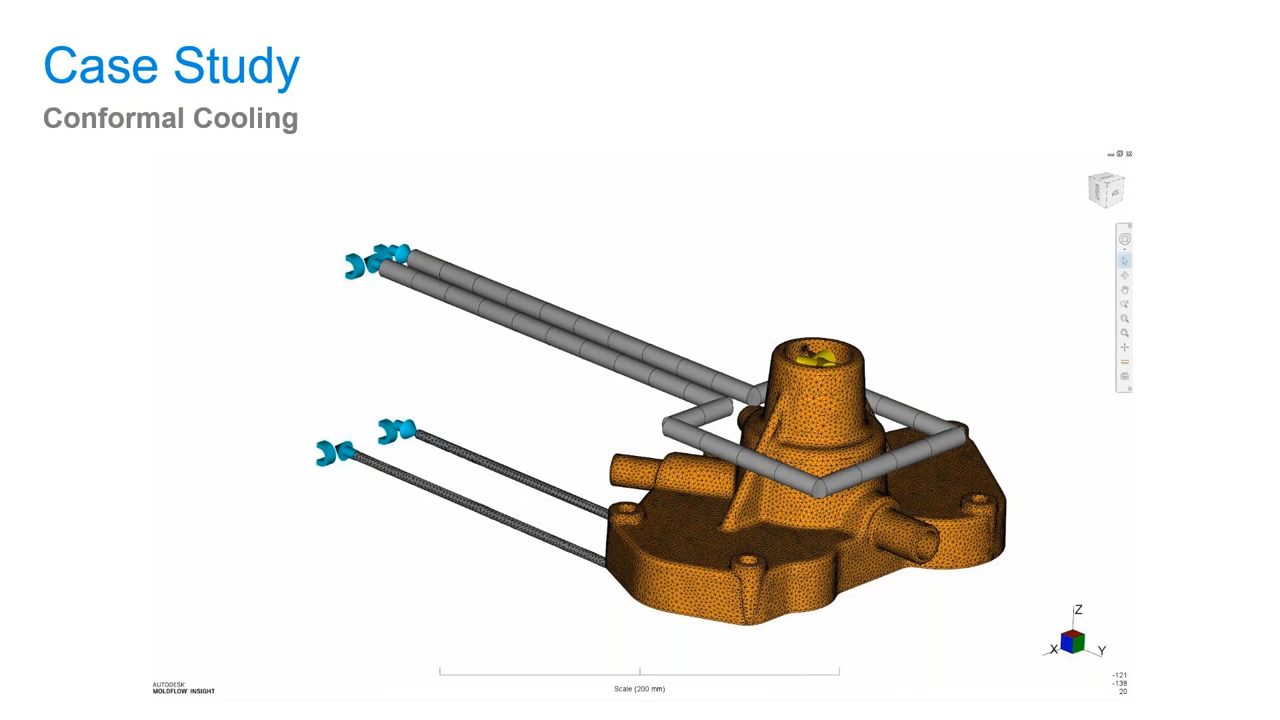 Case Study
Conformal Cooling
Z
X
Y
AUTODESK
MOLDFLOW INSIGHT
Scale (200 mm)
-121
-138
20